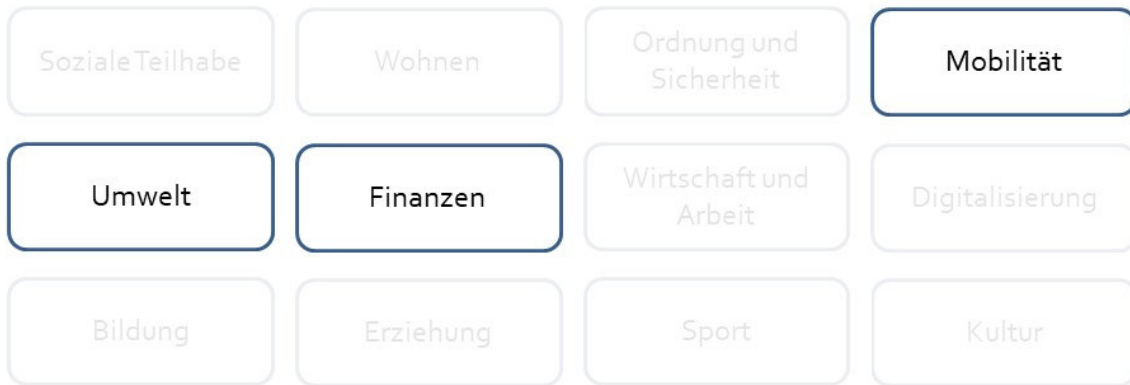 Soziale Teilhabe
Wohnen
Ordnung und
Sicherheit
Mobilität
Umwelt
Finanzen
Wirtschaft und
Arbeit
Digitalisierung
Bildung
Erziehung
Sport
Kultur